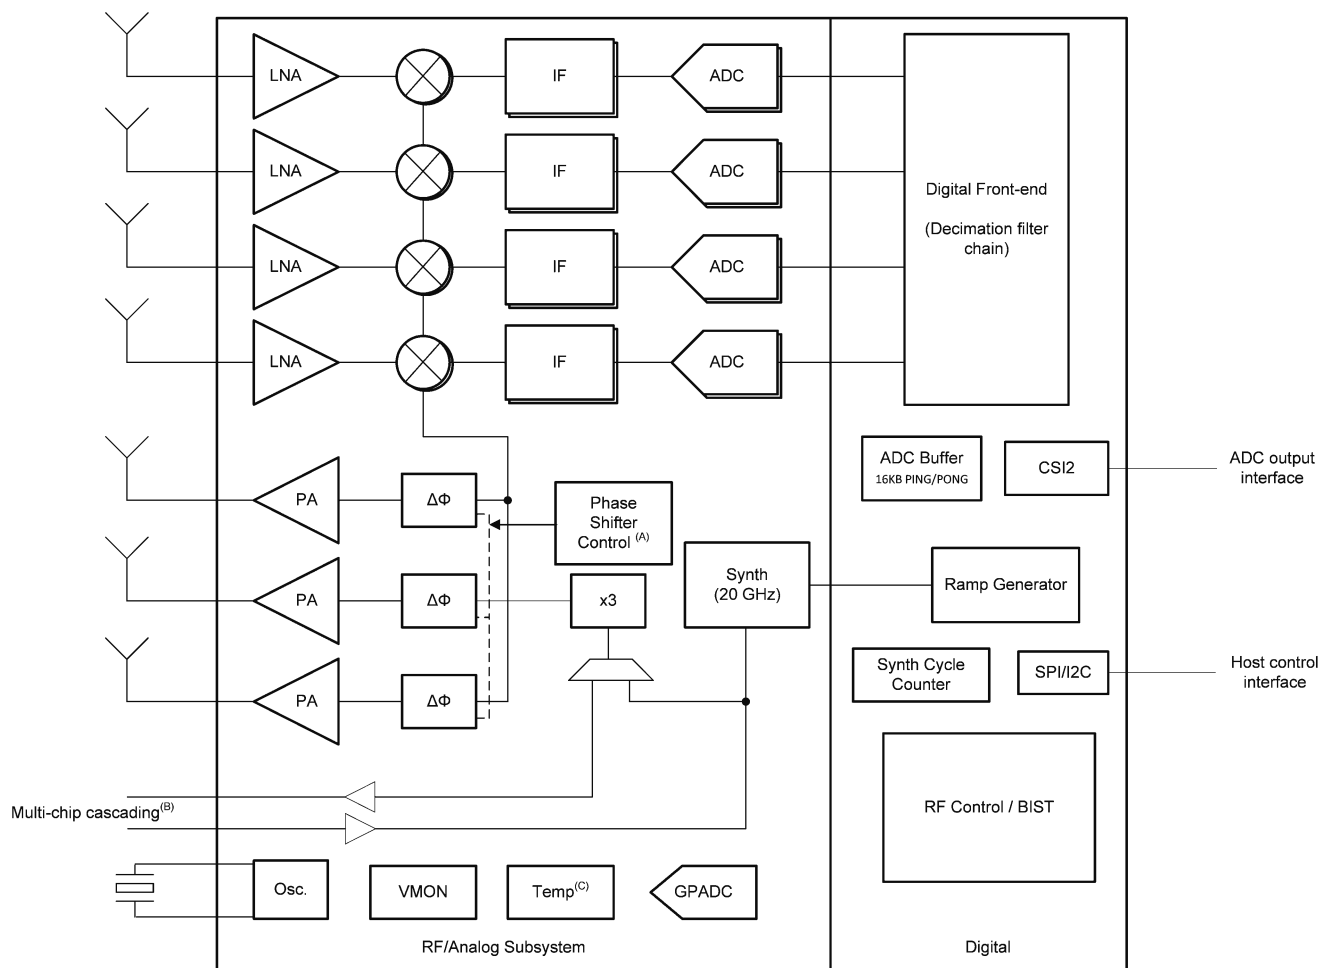 LNA
IF
ADC
LNA
IF
ADC
LNA
IF
ADC
LNA
IF
ADC
Digital Front-end
(Decimation filter
chain)
PA
ΔΦ
PA
ΔΦ
PA
ΔΦ
Phase
Shifter
Control (A)
x3
Synth
(20 GHz)
ADC Buffer
16KB PING/PONG
CSI2
ADC output
interface
Ramp Generator
Synth Cycle
Counter
SPI/I2C
Host control
interface
RF Control / BIST
Multi-chip cascading(B)
Osc.
VMON
Temp(C)
GPADC
RF/Analog Subsystem
Digital